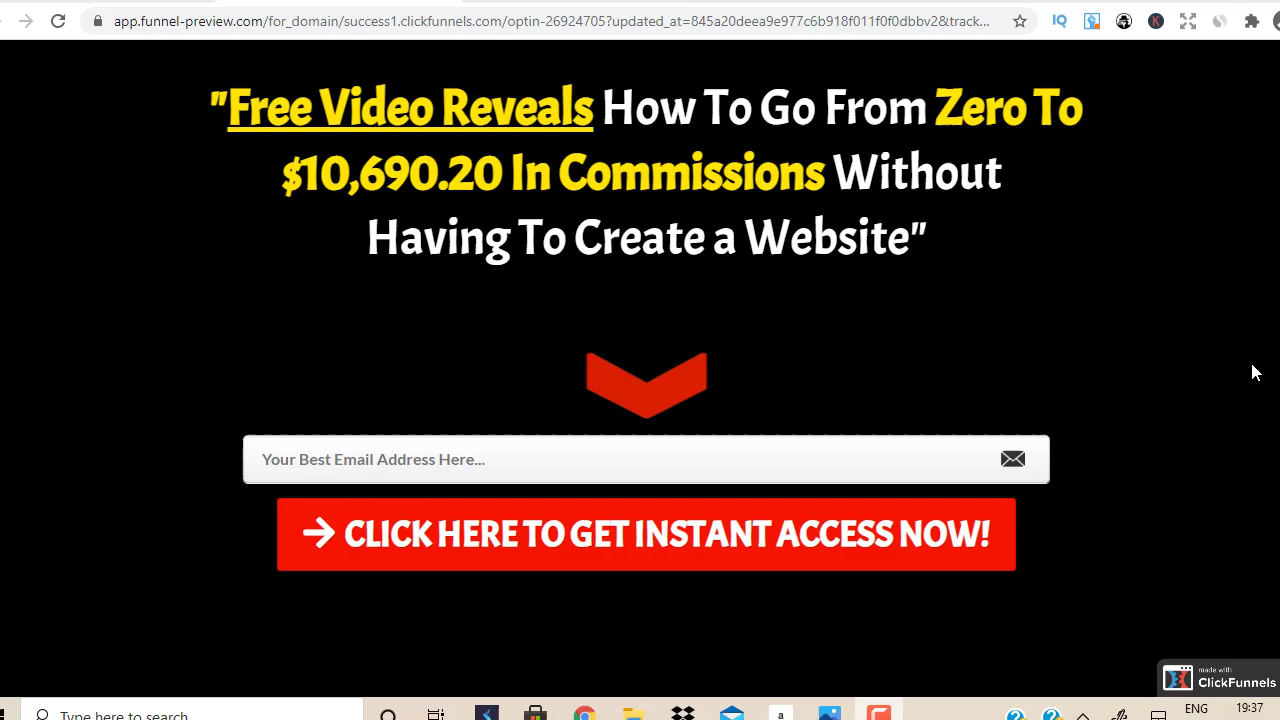 app.funnel-preview.com/for_domain/success1.clickfunnels.com/optin-26924705?updated_at=845a20deea9e977c6b918f011f0f0dbbv2&track...
IQ
K
"Free Video Reveals How To Go From Zero To
$10,690.20 In Commissions Without
Having To Create a Website"
Your Best Email Address Here...
CLICK HERE TO GET INSTANT ACCESS NOW!
made with
ClickFunnels
Type here to search
a
ENG
19:37